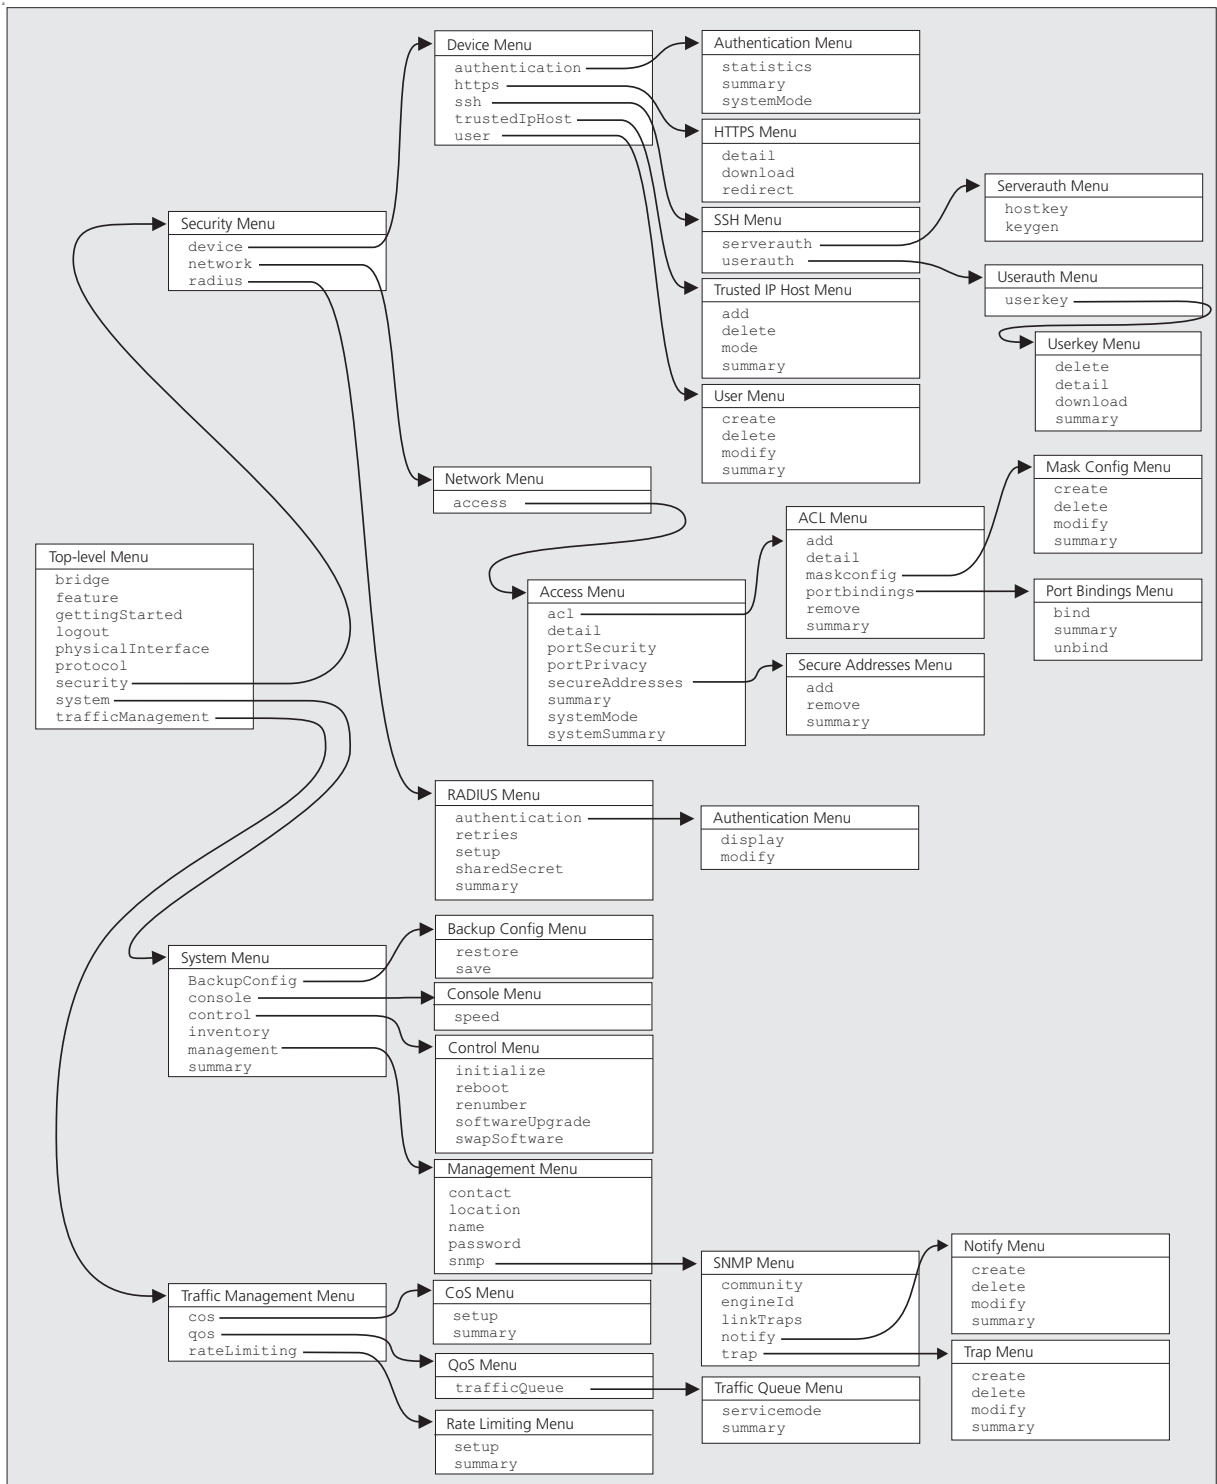 Device Menu
authentication
https
ssh
trustedIpHost
user
Authentication Menu
statistics
summary
systemMode
HTTPS Menu
detail
download
redirect
Serverauth Menu
hostkey
keygen
Security Menu
device
network
radius
SSH Menu
serverauth
userauth
Userauth Menu
userkey
Trusted IP Host Menu
add
delete
mode
summary
Userkey Menu
delete
detail
download
summary
User Menu
create
delete
modify
summary
Network Menu
access
Mask Config Menu
create
delete
modify
summary
ACL Menu
add
detail
maskconfig
portbindings
remove
summary
Top-level Menu
bridge
feature
gettingStarted
logout
physicalInterface
protocol
security
system
trafficManagement
Access Menu
acl
detail
portSecurity
portPrivacy
secureAddresses
summary
systemMode
systemSummary
Port Bindings Menu
bind
summary
unbind
Secure Addresses Menu
add
remove
summary
RADIUS Menu
authentication
retries
setup
sharedSecret
summary
Authentication Menu
display
modify
System Menu
BackupConfig
console
control
inventory
management
summary
Backup Config Menu
restore
save
Console Menu
speed
Control Menu
initialize
reboot
renumber
softwareUpgrade
swapSoftware
Management Menu
contact
location
name
password
snmp
SNMP Menu
community
engineId
linkTraps
notify
trap
Notify Menu
create
delete
modify
summary
Trap Menu
create
delete
modify
summary
Traffic Management Menu
cos
qos
rateLimiting
CoS Menu
setup
summary
QoS Menu
trafficQueue
Traffic Queue Menu
servicemode
summary
Rate Limiting Menu
setup
summary